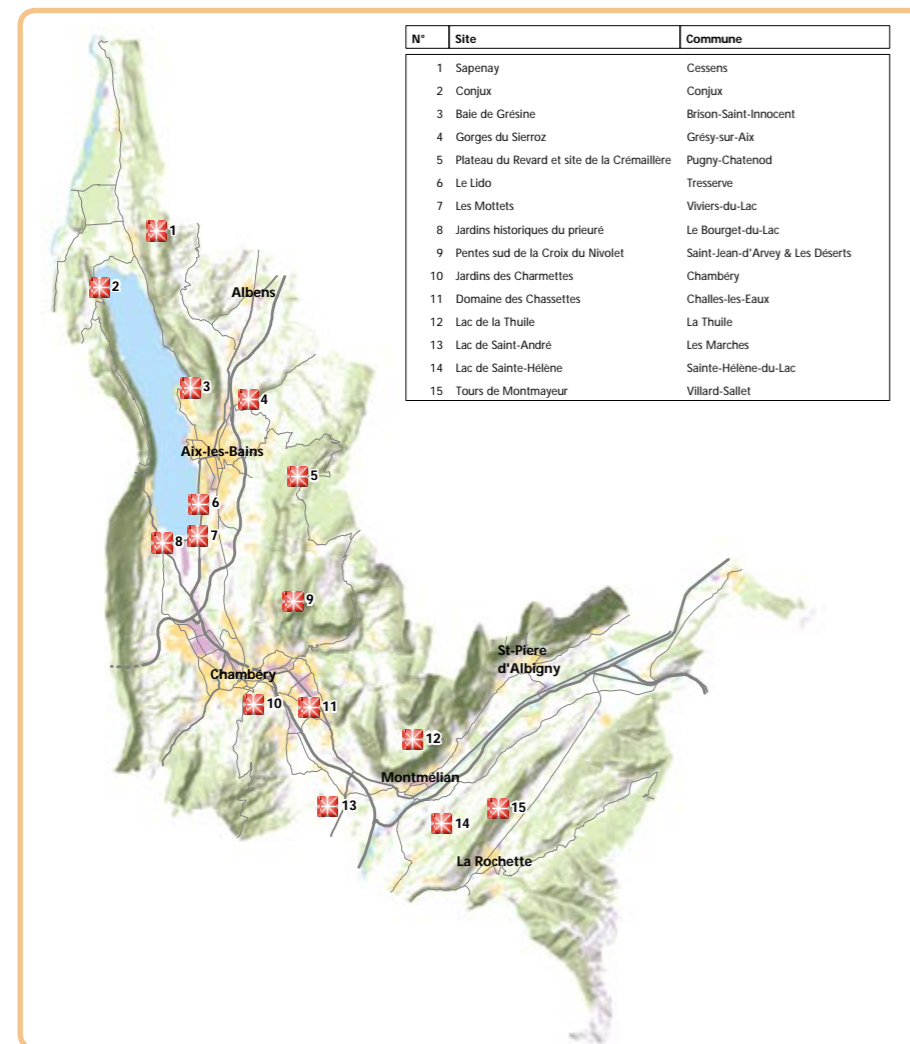 N° Site Commune
1 Sapenay Cessens
2 Conjux Conjux
3 Baie de Grésine Brison-Saint-Innocent
4 Gorges du Sierroz Grésy-sur-Aix
5 Plateau du Revard et site de la Crémaillère Pugny-Chatenod
6 Le Lido Tresserve
7 Les Mottets Viviers-du-Lac
8 Jardins historiques du prieuré Le Bourget-du-Lac
9 Pentes sud de la Croix du Nivolet Saint-Jean-d'Arvey & Les Déserts
10 Jardins des Charmettes Chambéry
11 Domaine des Chassettes Challes-les-Eaux
12 Lac de la Thuile La Thuile
13 Lac de Saint-André Les Marches
14 Lac de Sainte-Hélène Sainte-Hélène-du-Lac
15 Tours de Montmayeur Villard-Sallet
1
2
Albens
3
4
Aix-les-Bains
5
6
7
8
9
St-Piere
d'Albigny
Chambéry
10
11
12
Montmélian
13
15
14
La Rochette